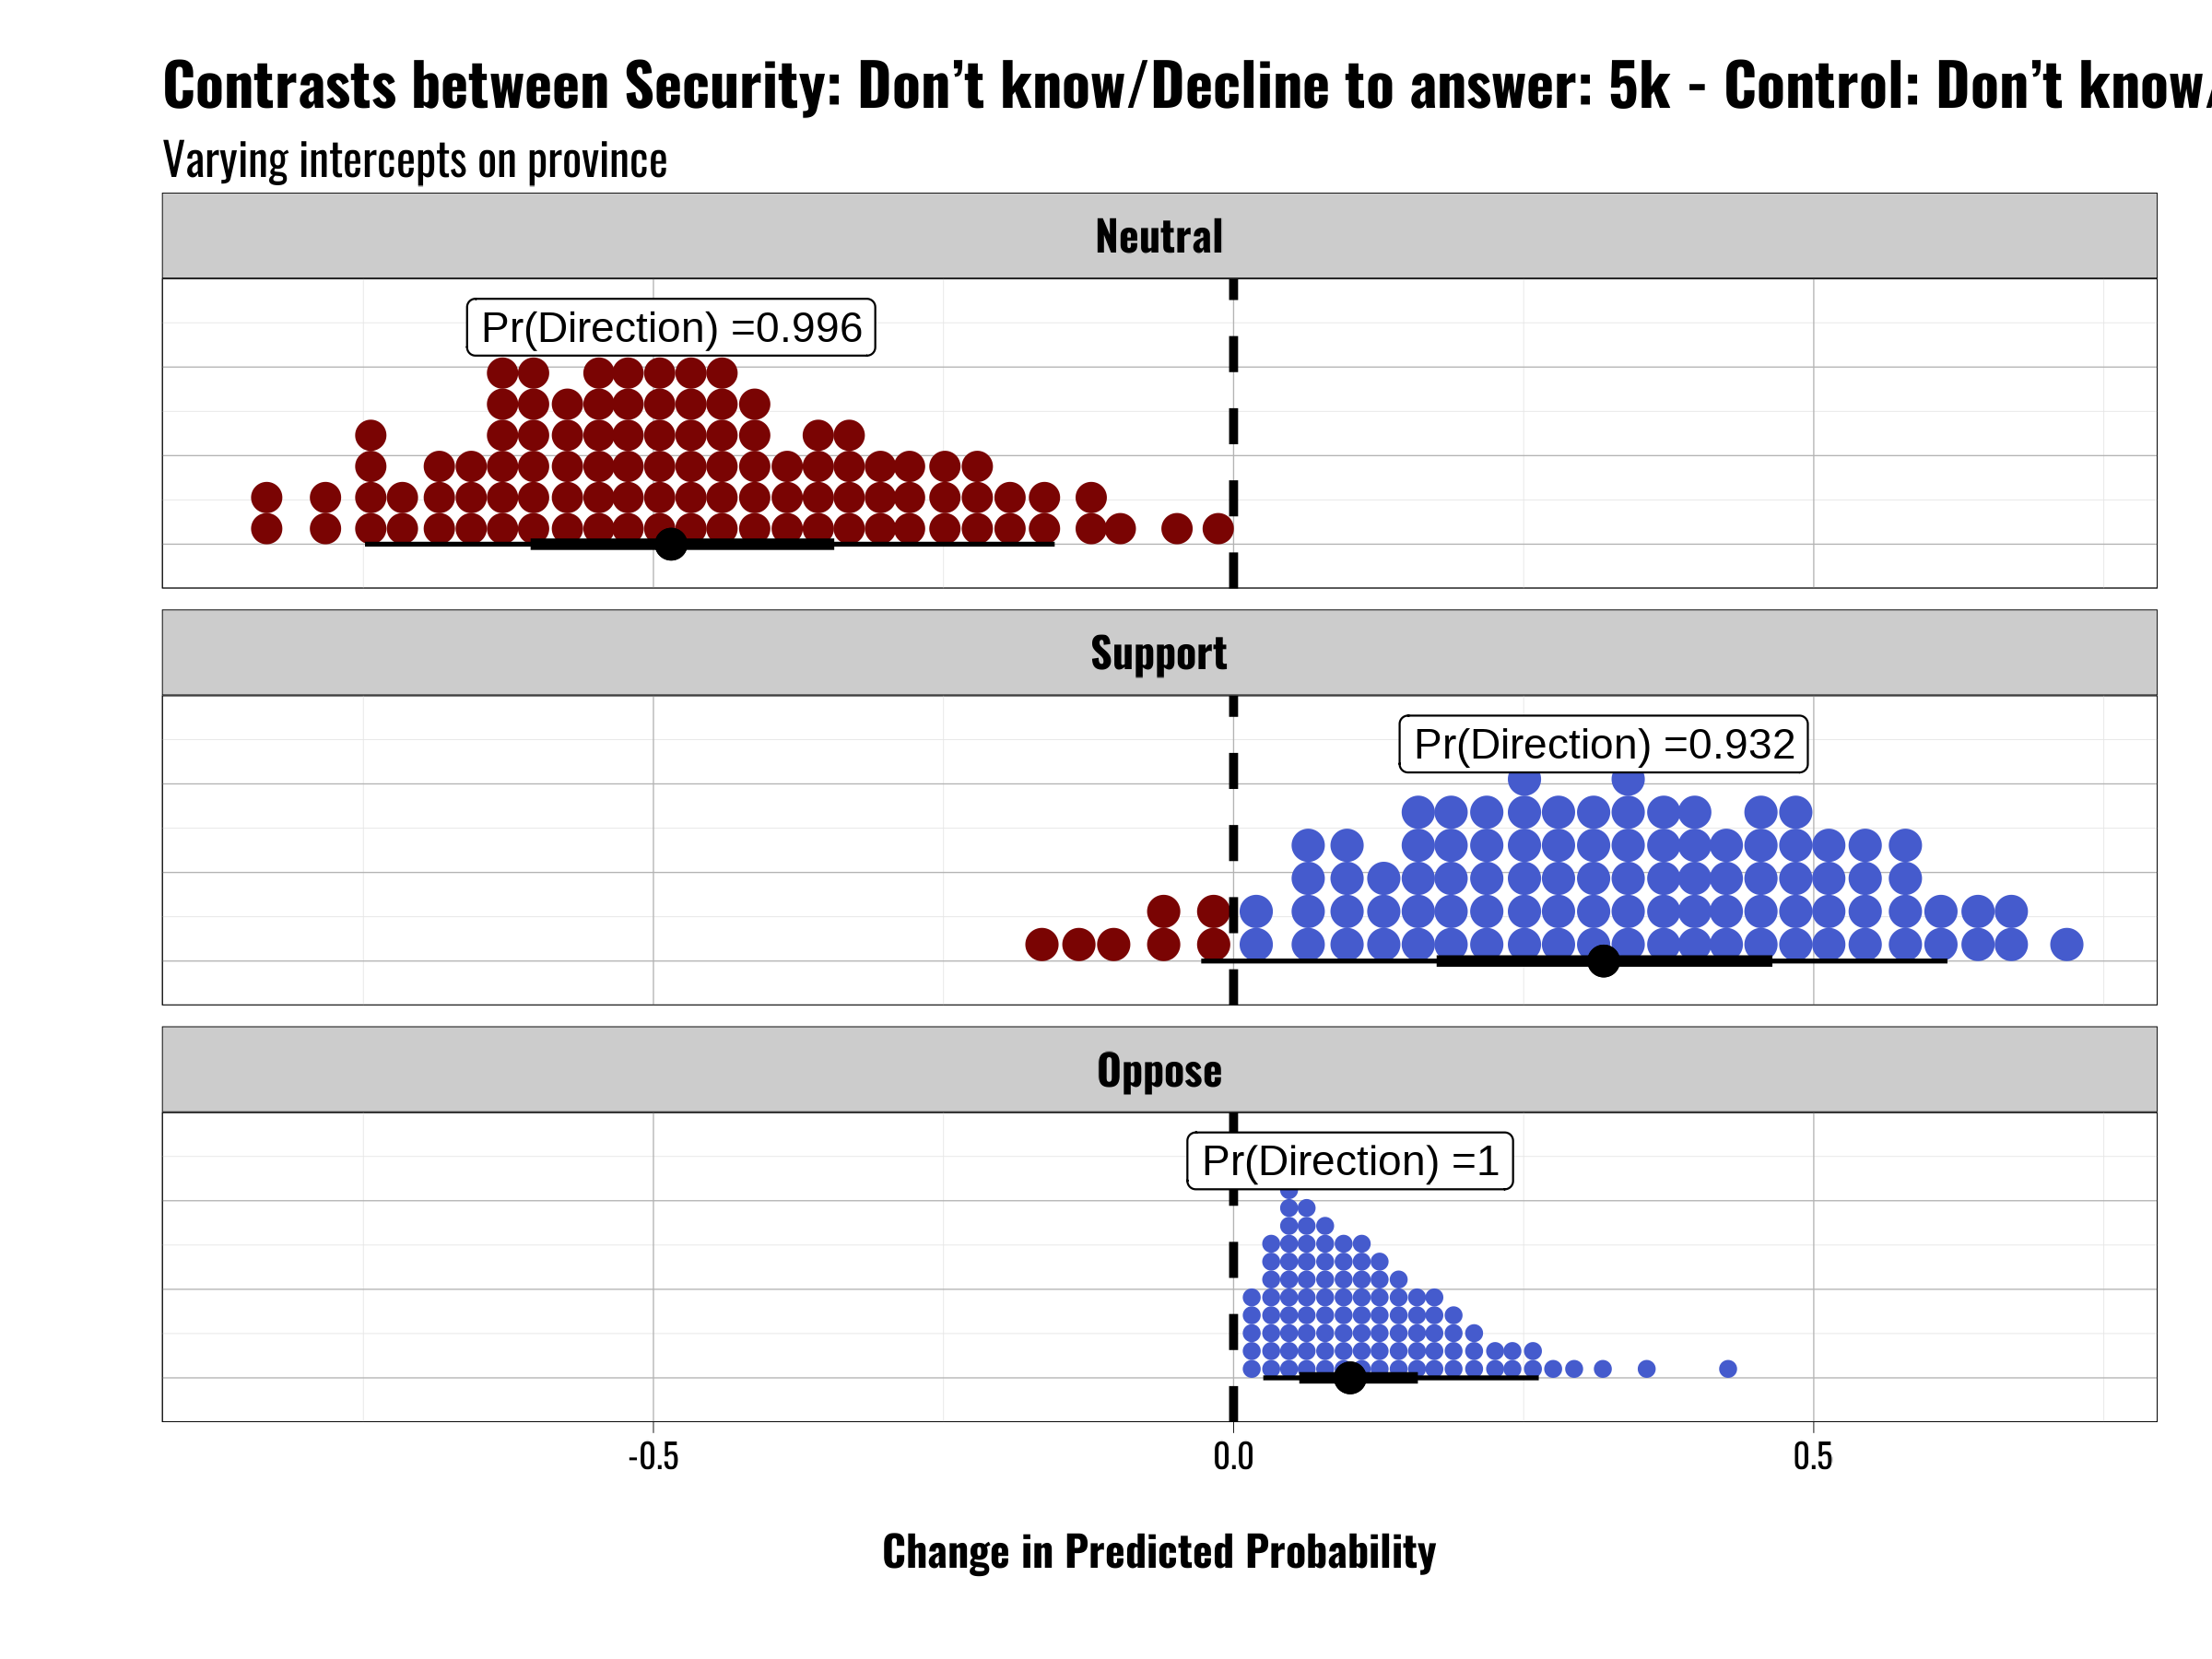 Contrasts between Security: Don’t know/Decline to answer: 5k - Control: Don’t know/
Varying intercepts on province
Neutral
Pr(Direction) =0.996
Support
Pr(Direction) =0.932
Oppose
Pr(Direction) =1
-0.5 0.0 0.5
Change in Predicted Probability